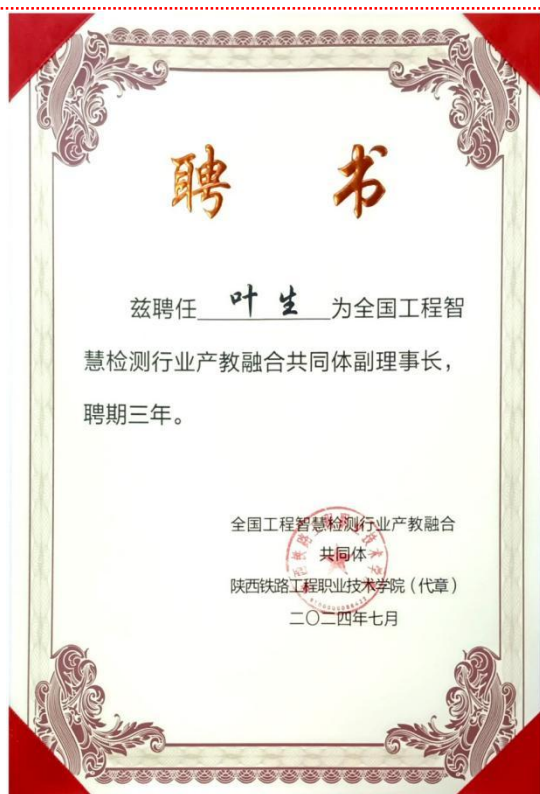 聘 书
兹聘任 叶生 为全国工程智
慧检测行业产教融合共同体副理事长，
聘期三年。
全国工程智慧检测行业产教融合
共同体
陕西铁路工程职业技术学院（代章）
二〇二四年七月